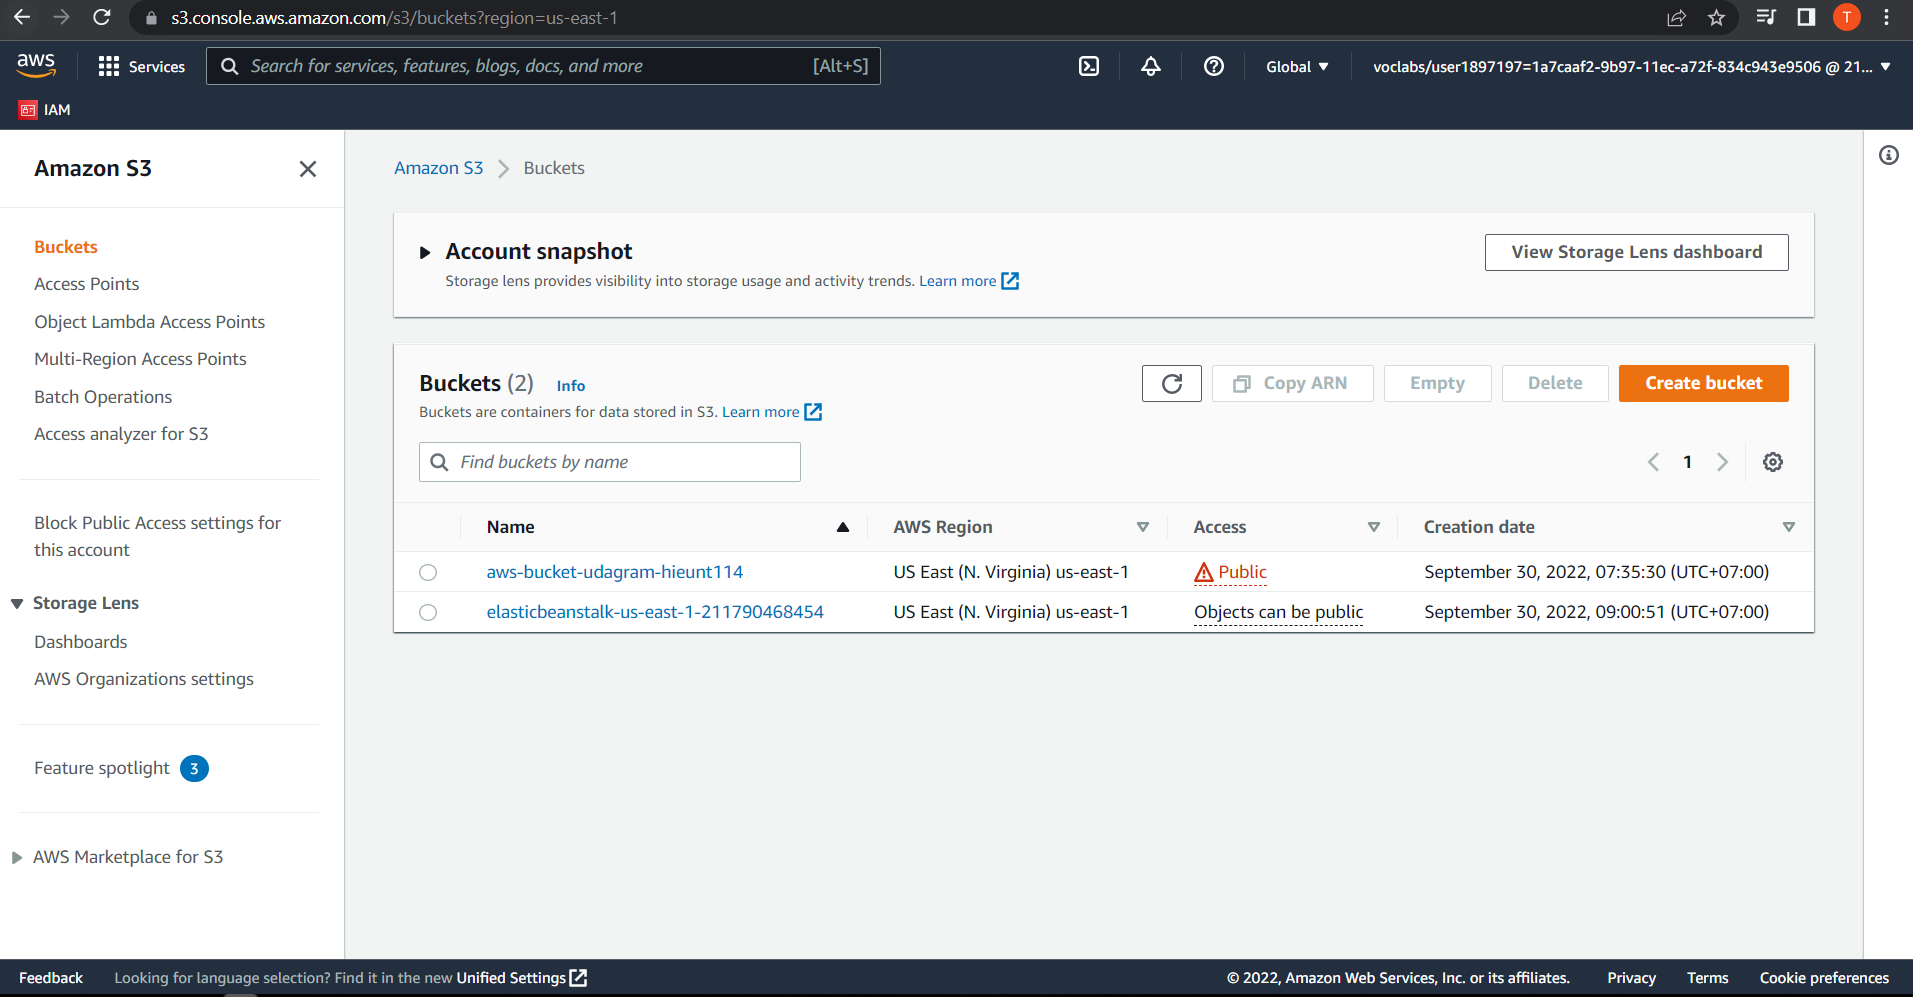 s3.console.aws.amazon.com/s3/buckets?region=us-east-1
T
aws
Services
Search for services, features, blogs, docs, and more
[Alt+S]
Global
voclabs/user1897197=1a7caaf2-9b97-11ec-a72f-834c943e9506 @ 21...
IAM
Amazon S3
Buckets
Access Points
Object Lambda Access Points
Multi-Region Access Points
Batch Operations
Access analyzer for S3
Block Public Access settings for
this account
Storage Lens
Dashboards
AWS Organizations settings
Feature spotlight 3
AWS Marketplace for S3
Amazon S3 > Buckets
Account snapshot
Storage lens provides visibility into storage usage and activity trends. Learn more
View Storage Lens dashboard
Buckets (2) Info
Buckets are containers for data stored in S3. Learn more
Copy ARN
Empty
Delete
Create bucket
Find buckets by name
1
Name AWS Region Access Creation date
aws-bucket-udagram-hieunt114 US East (N. Virginia) us-east-1 Public September 30, 2022, 07:35:30 (UTC+07:00)
elasticbeanstalk-us-east-1-211790468454 US East (N. Virginia) us-east-1 Objects can be public September 30, 2022, 09:00:51 (UTC+07:00)
Feedback Looking for language selection? Find it in the new Unified Settings
© 2022, Amazon Web Services, Inc. or its affiliates. Privacy Terms Cookie preferences